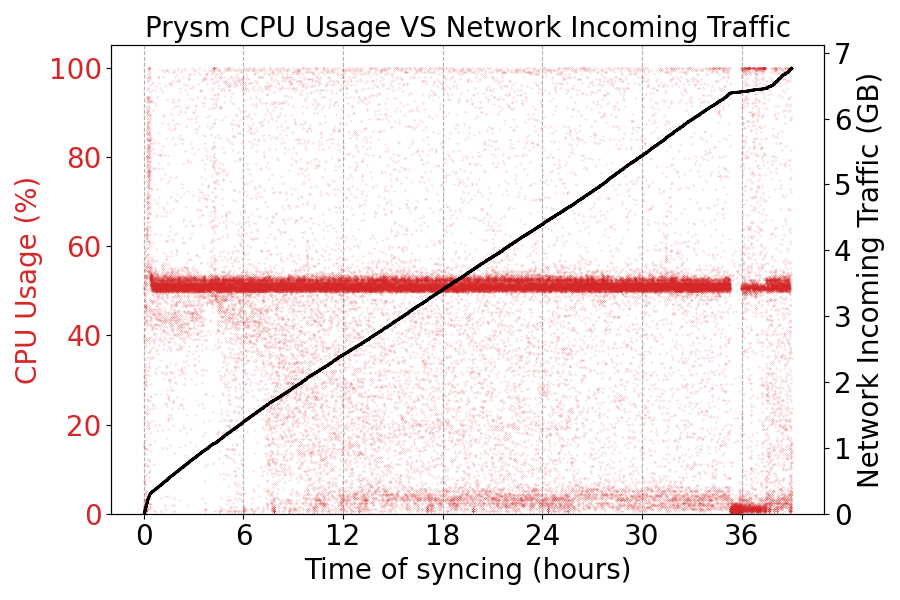 Prysm CPU Usage VS Network Incoming Traffic
CPU Usage (%)
100
80
60
40
20
0
7
6
5
4
3
2
1
0
Network Incoming Traffic (GB)
0 6 12 18 24 30 36
Time of syncing (hours)